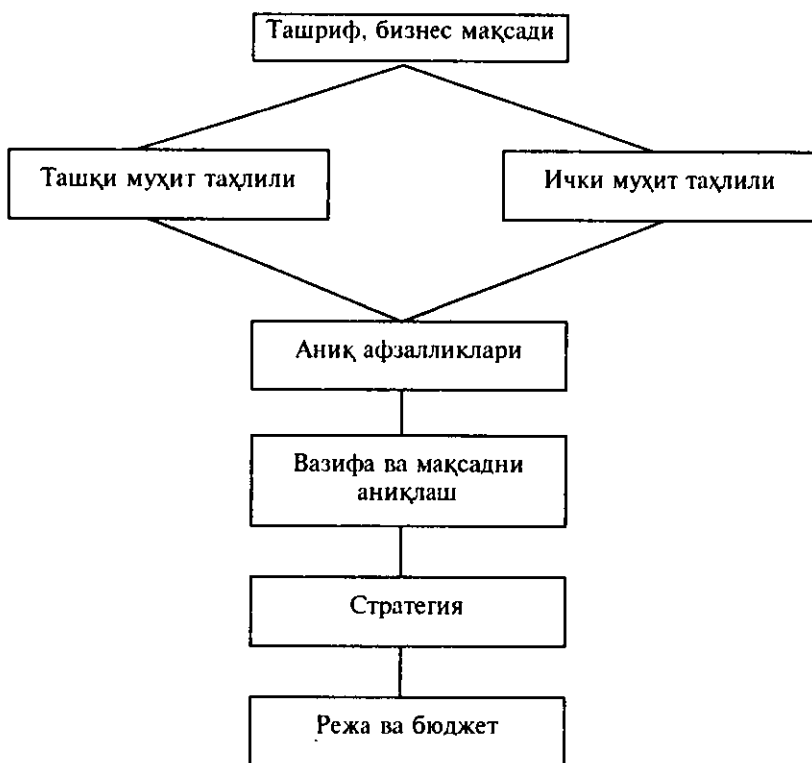 Ташриф, бизнес мақсади
Ташқи муҳит таҳлили
Ички муҳит таҳлили
Аниқ афзалликлари
Вазифа ва мақсадни
аниқлаш
Стратегия
Режа ва бюджет